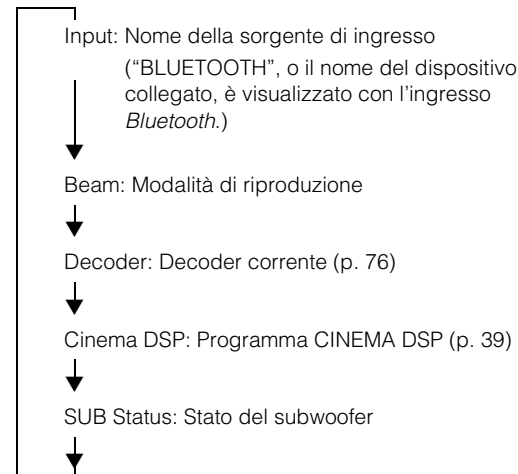 Input: Nome della sorgente di ingresso
(“BLUETOOTH”, o il nome del dispositivo
collegato, è visualizzato con l’ingresso
Bluetooth.)
Beam: Modalità di riproduzione
Decoder: Decoder corrente (p. 76)
Cinema DSP: Programma CINEMA DSP (p. 39)
SUB Status: Stato del subwoofer